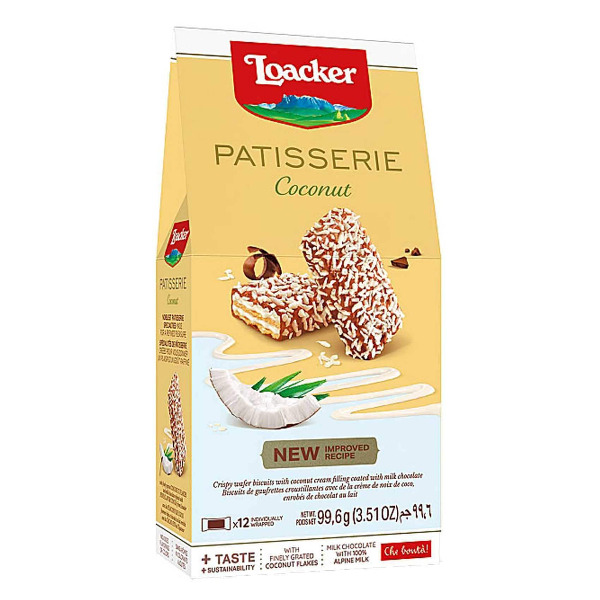 Loacker
PATISSERIE
Coconut
Loacker
PATISSERIE
Coconut
NEW IMPROVED
RECIPE
Crispy wafer biscuits with coconut cream filling coated with milk chocolate
Biscuits de gaufrettes croustillantes avec de la crème de noix de coco,
enrobés de chocolat au lait
x12 INDIVIDUALLY
WRAPPED
NET WT.
POIDS NET 99,6g (3.51OZ) ٩٩,٦ جم
+ TASTE
+ SUSTAINABILITY
WITH
FINELY GRATED
COCONUT FLAKES
MILK CHOCOLATE
WITH 100%
ALPINE MILK
Che bontà!